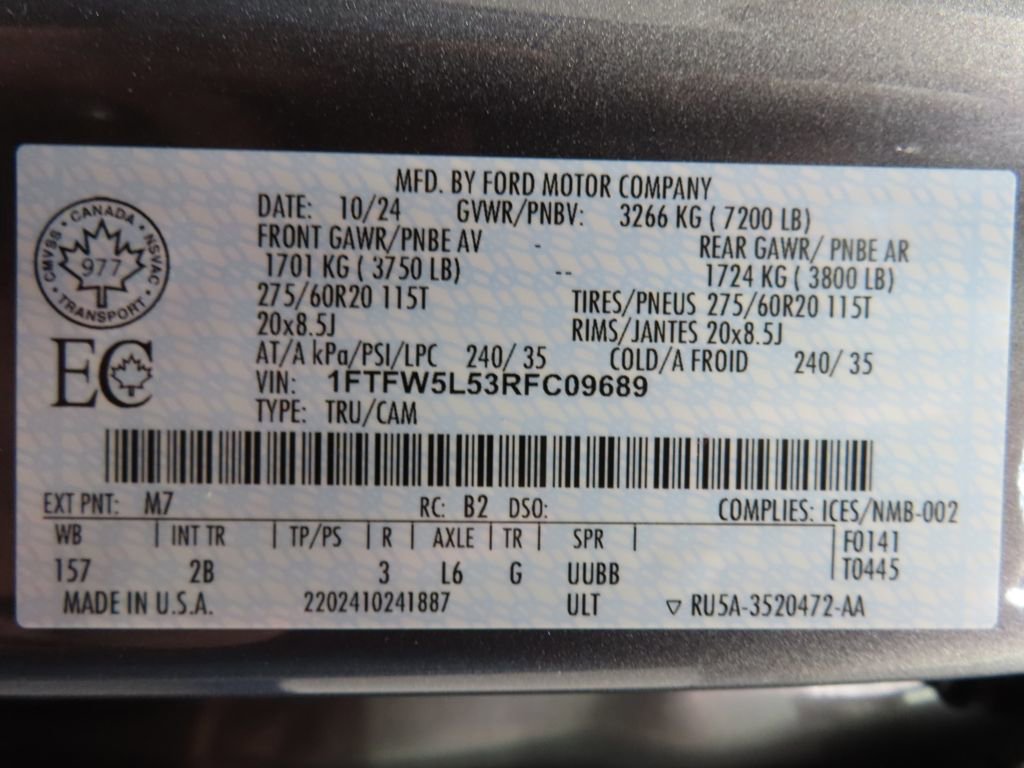 MFD. BY FORD MOTOR COMPANY
DATE: 10/24 GVWR/PNBV: 3266 KG ( 7200 LB)
FRONT GAWR/PNBE AV - REAR GAWR/ PNBE AR
1701 KG ( 3750 LB) -- 1724 KG ( 3800 LB)
275/60R20 115T TIRES/PNEUS 275/60R20 115T
20x8.5J RIMS/JANTES 20x8.5J
AT/A kPa/PSI/LPC 240/ 35 COLD/A FROID 240/ 35
VIN: 1FTFW5L53RFC09689
TYPE: TRU/CAM
CANADA
CMVSS 977 NSVAC
TRANSPORT
EC
EXT PNT: M7 RC: B2 DSO: COMPLIES: ICES/NMB-002
WB | INT TR | TP/PS | R | AXLE | TR | SPR | F0141
157 2B 3 L6 G UUBB T0445
MADE IN U.S.A. 2202410241887 ULT ▽ RU5A-3520472-AA